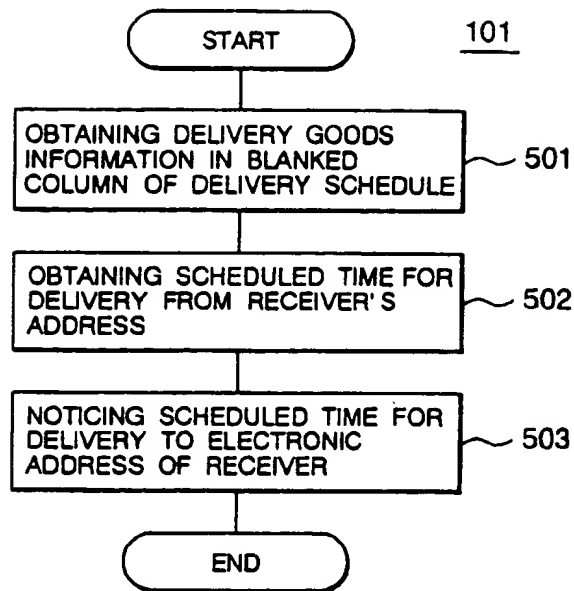 START
101
OBTAINING DELIVERY GOODS
INFORMATION IN BLANKED
COLUMN OF DELIVERY SCHEDULE
501
OBTAINING SCHEDULED TIME FOR
DELIVERY FROM RECEIVER'S
ADDRESS
502
NOTICING SCHEDULED TIME FOR
DELIVERY TO ELECTRONIC
ADDRESS OF RECEIVER
503
END